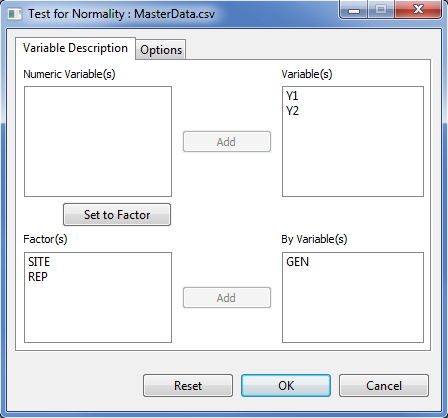 Test for Normality : MasterData.csv
Variable Description
Options
Numeric Variable(s)
Variable(s)
Y1
Y2
Add
Set to Factor
Factor(s)
By Variable(s)
SITE
REP
GEN
Add
Reset
OK
Cancel